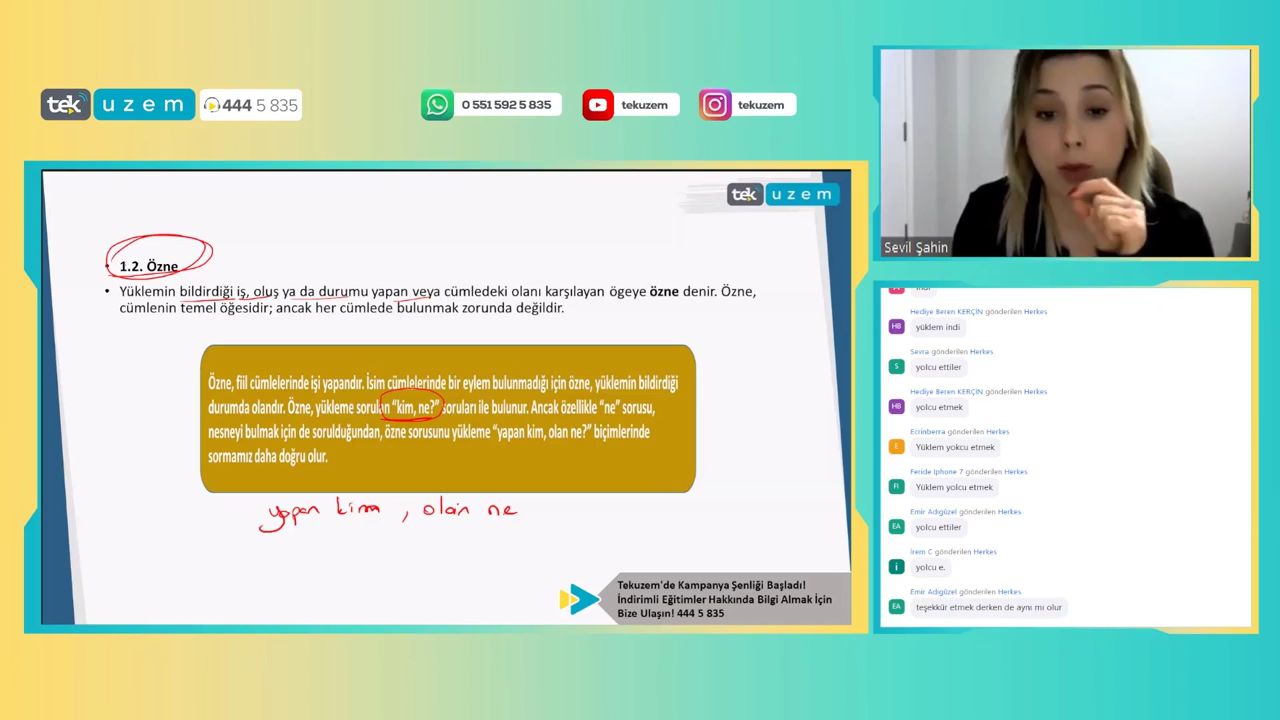 tek uzem 444 5 835
0 551 592 5 835
tekuzem
tekuzem
tek uzem
1.2. Özne
• Yüklemin bildirdiği iş, oluş ya da durumu yapan veya cümledeki olanı karşılayan ögeye özne denir. Özne,
cümlenin temel öğesidir; ancak her cümlede bulunmak zorunda değildir.
Özne, fiil cümlelerinde işi yapandır. İsim cümlelerinde bir eylem bulunmadığı için özne, yüklemin bildirdiği
durumda olandır. Özne, yükleme sorulan “kim, ne?” soruları ile bulunur. Ancak özellikle “ne” sorusu,
nesneyi bulmak için de sorulduğundan, özne sorusunu yükleme “yapan kim, olan ne?” biçimlerinde
sormamız daha doğru olur.
yapan kim, olan ne
Tekuzem'de Kampanya Şenliği Başladı!
İndirimli Eğitimler Hakkında Bilgi Almak İçin
Bize Ulaşın! 444 5 835
Sevil Şahin
Hediye Beren KERÇİN gönderilen Herkes
HB yüklem indi
Sevra gönderilen Herkes
S yolcu ettiler
Hediye Beren KERÇİN gönderilen Herkes
HB yolcu etmek
Ecrinberra gönderilen Herkes
E Yüklem yokcu etmek
Feride Iphone 7 gönderilen Herkes
FI Yüklem yolcu etmek
Emir Adıgüzel gönderilen Herkes
EA yolcu ettiler
İrem C gönderilen Herkes
i yolcu e.
Emir Adıgüzel gönderilen Herkes
EA teşekkür etmek derken de aynı mı olur